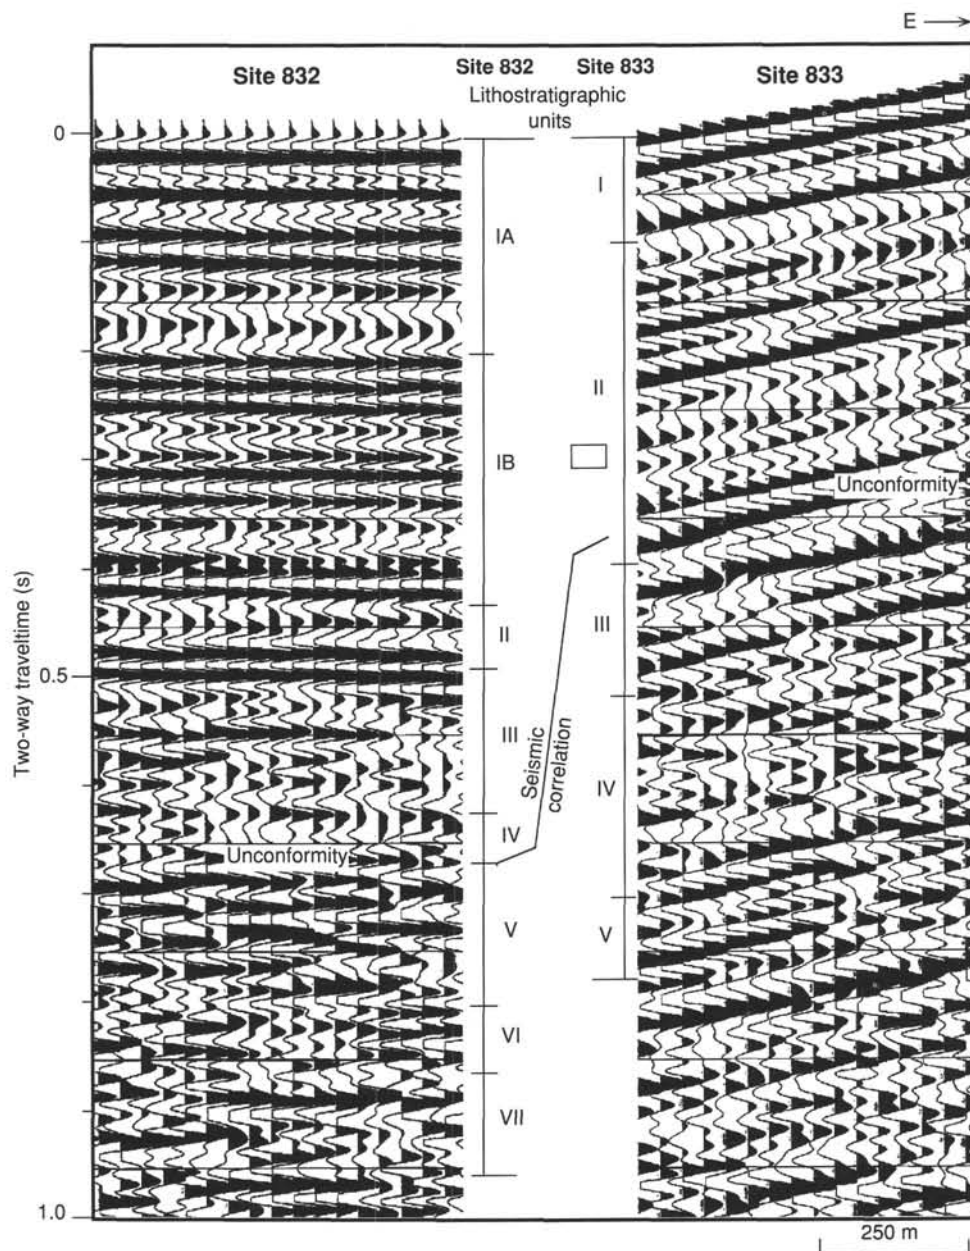 E
Site 832
Site 832
Site 833
Site 833
Lithostratigraphic
units
0
I
IA
II
IB
Unconformity
Two-way traveltime (s)
II
III
0.5
III
Seismic
correlation
IV
IV
Unconformity
V
V
VI
VII
1.0
250 m